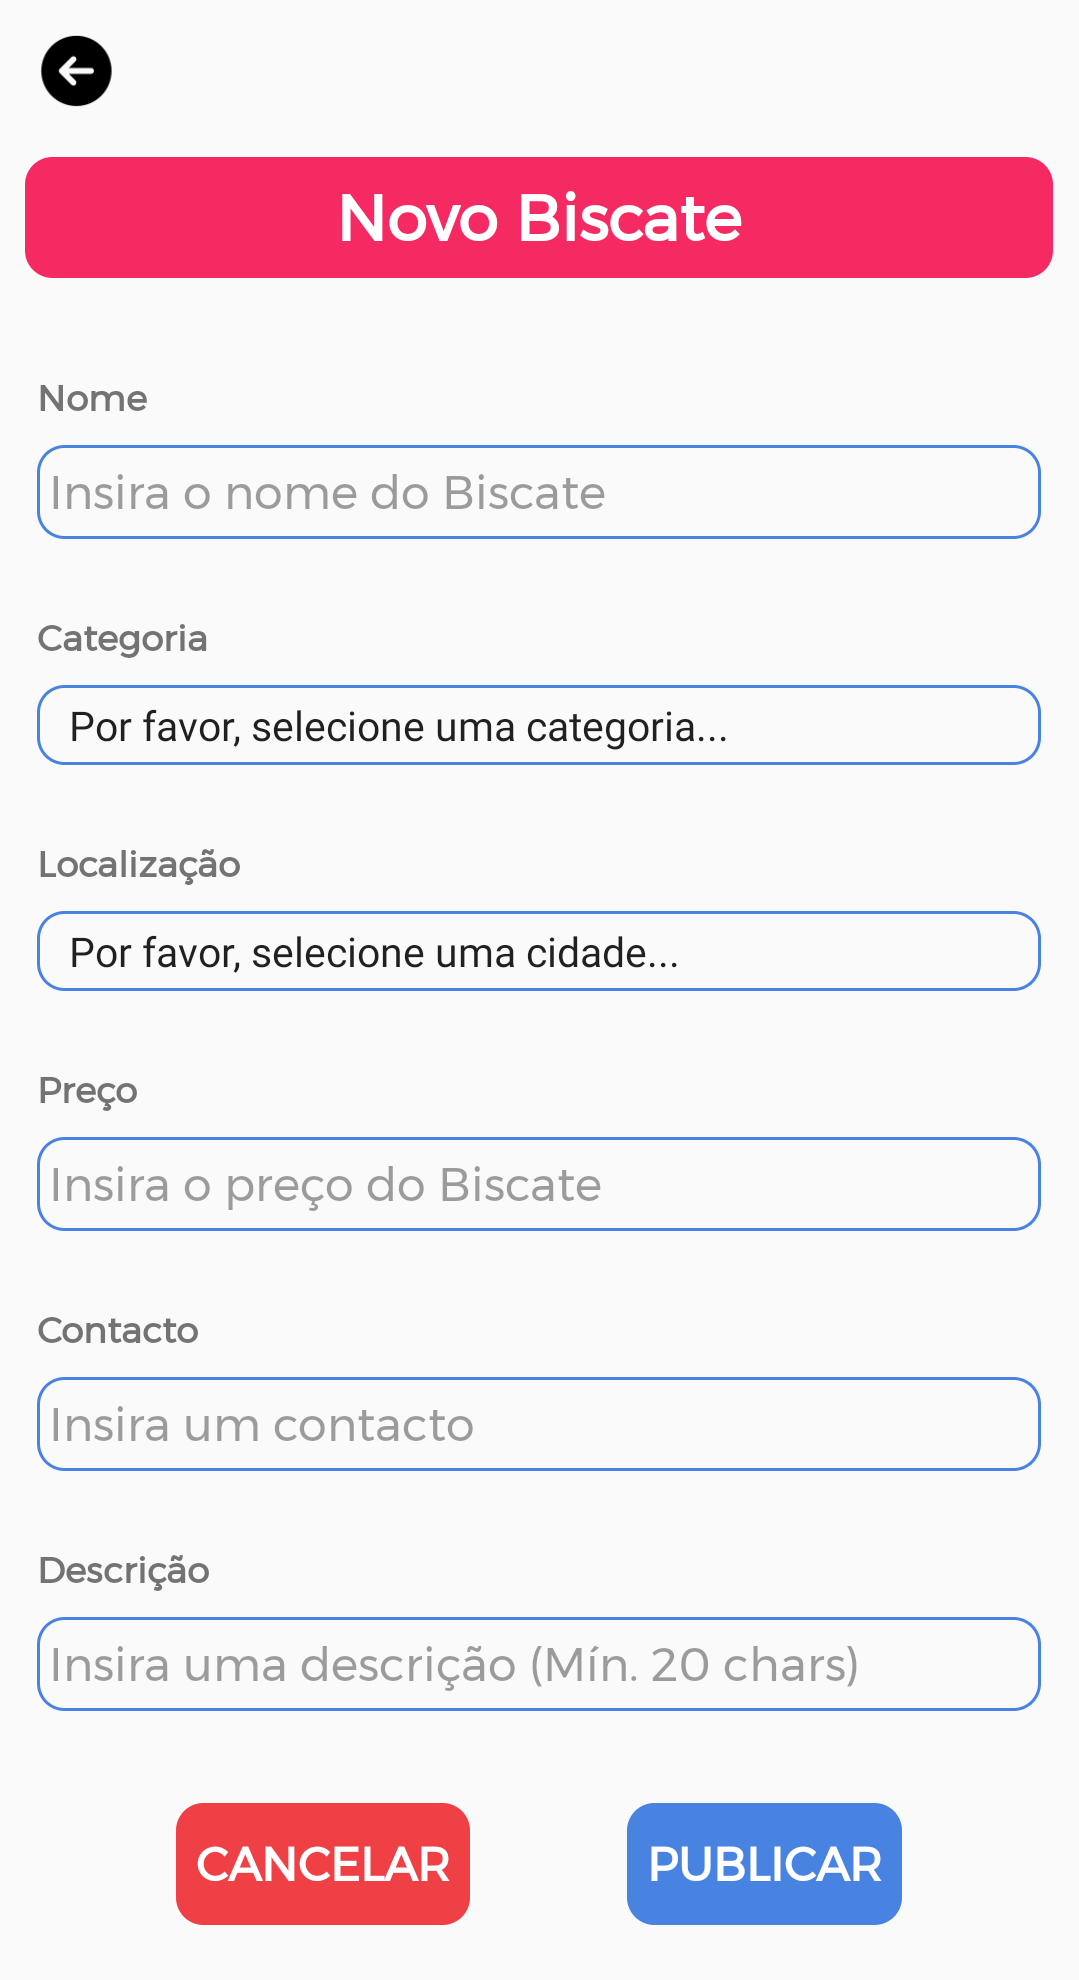 Novo Biscate
Nome
Insira o nome do Biscate
Categoria
Por favor, selecione uma categoria...
Localização
Por favor, selecione uma cidade...
Preço
Insira o preço do Biscate
Contacto
Insira um contacto
Descrição
Insira uma descrição (Mín. 20 chars)
CANCELAR PUBLICAR